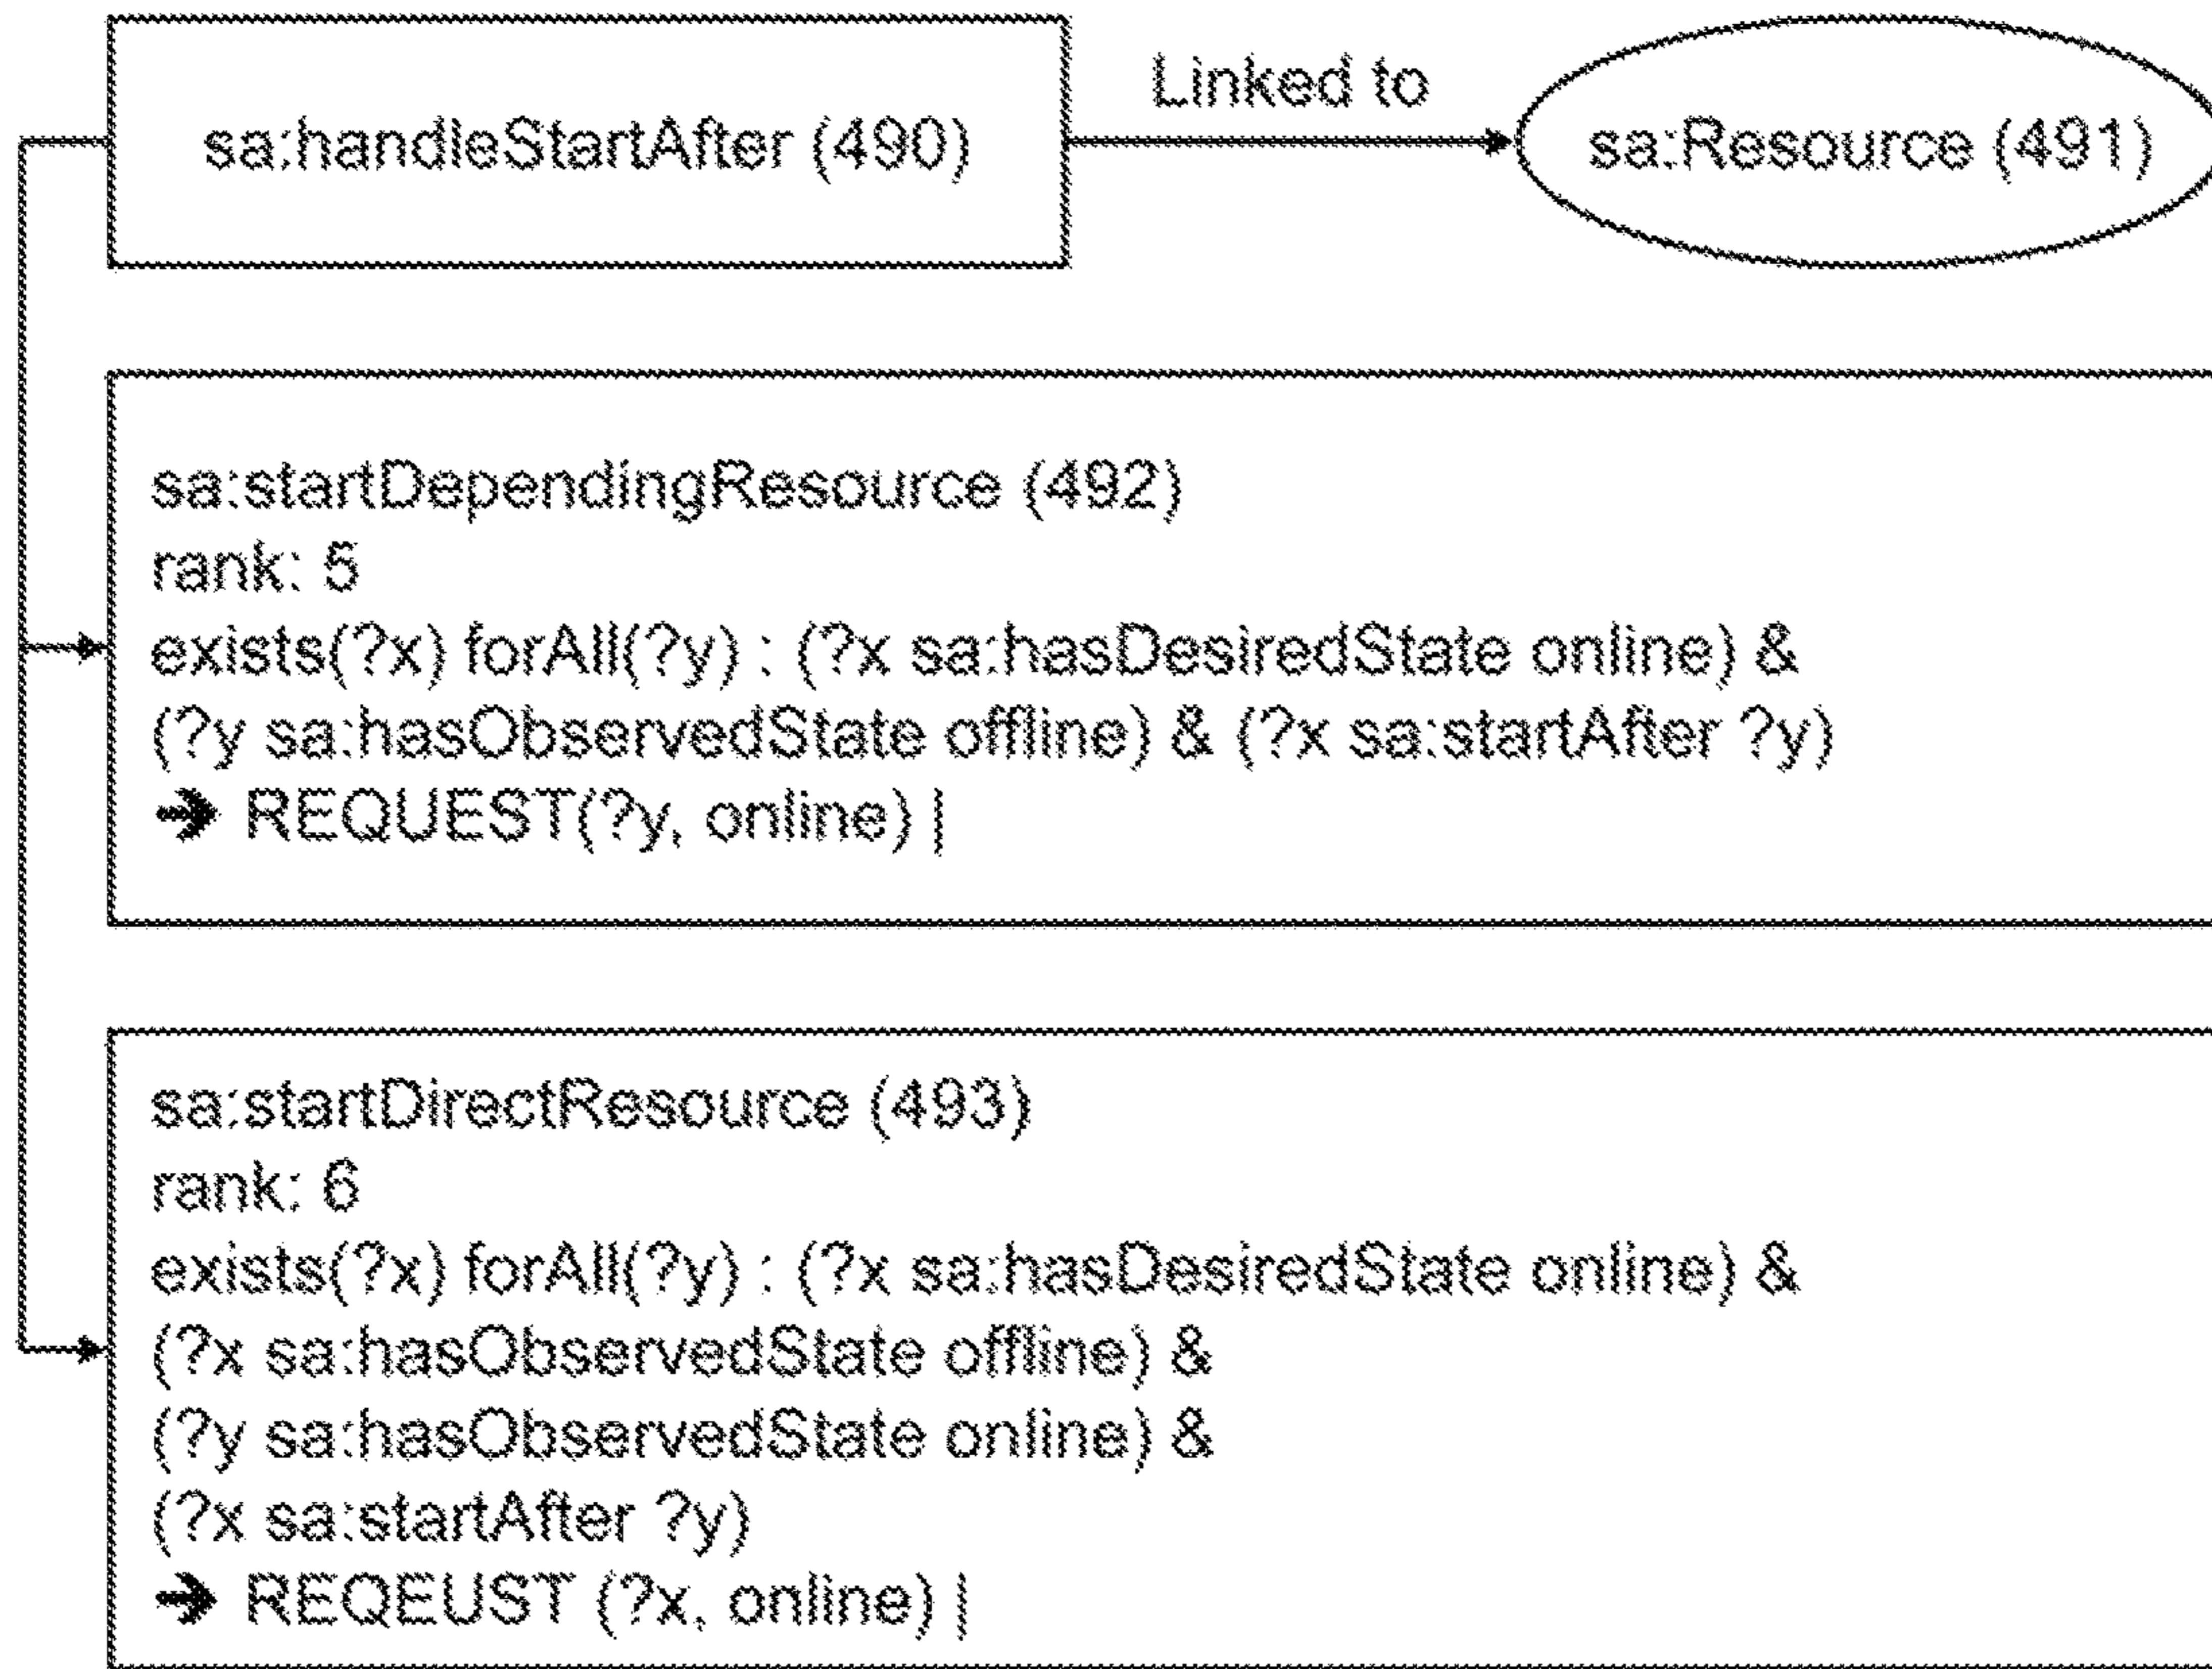 sa:handleStartAfter (490)
Linked to
sa:Resource (491)
sa:startDependingResource (492)
rank: 5
exists(?x) forAll(?y) : (?x sa:hasDesiredState online) &
(?y sa:hasObservedState offline) & (?x sa:startAfter ?y)
➔ REQUEST(?y, online) |
sa:startDirectResource (493)
rank: 6
exists(?x) forAll(?y) : (?x sa:hasDesiredState online) &
(?x sa:hasObservedState offline) &
(?y sa:hasObservedState online) &
(?x sa:startAfter ?y)
➔ REQEUST (?x, online) |